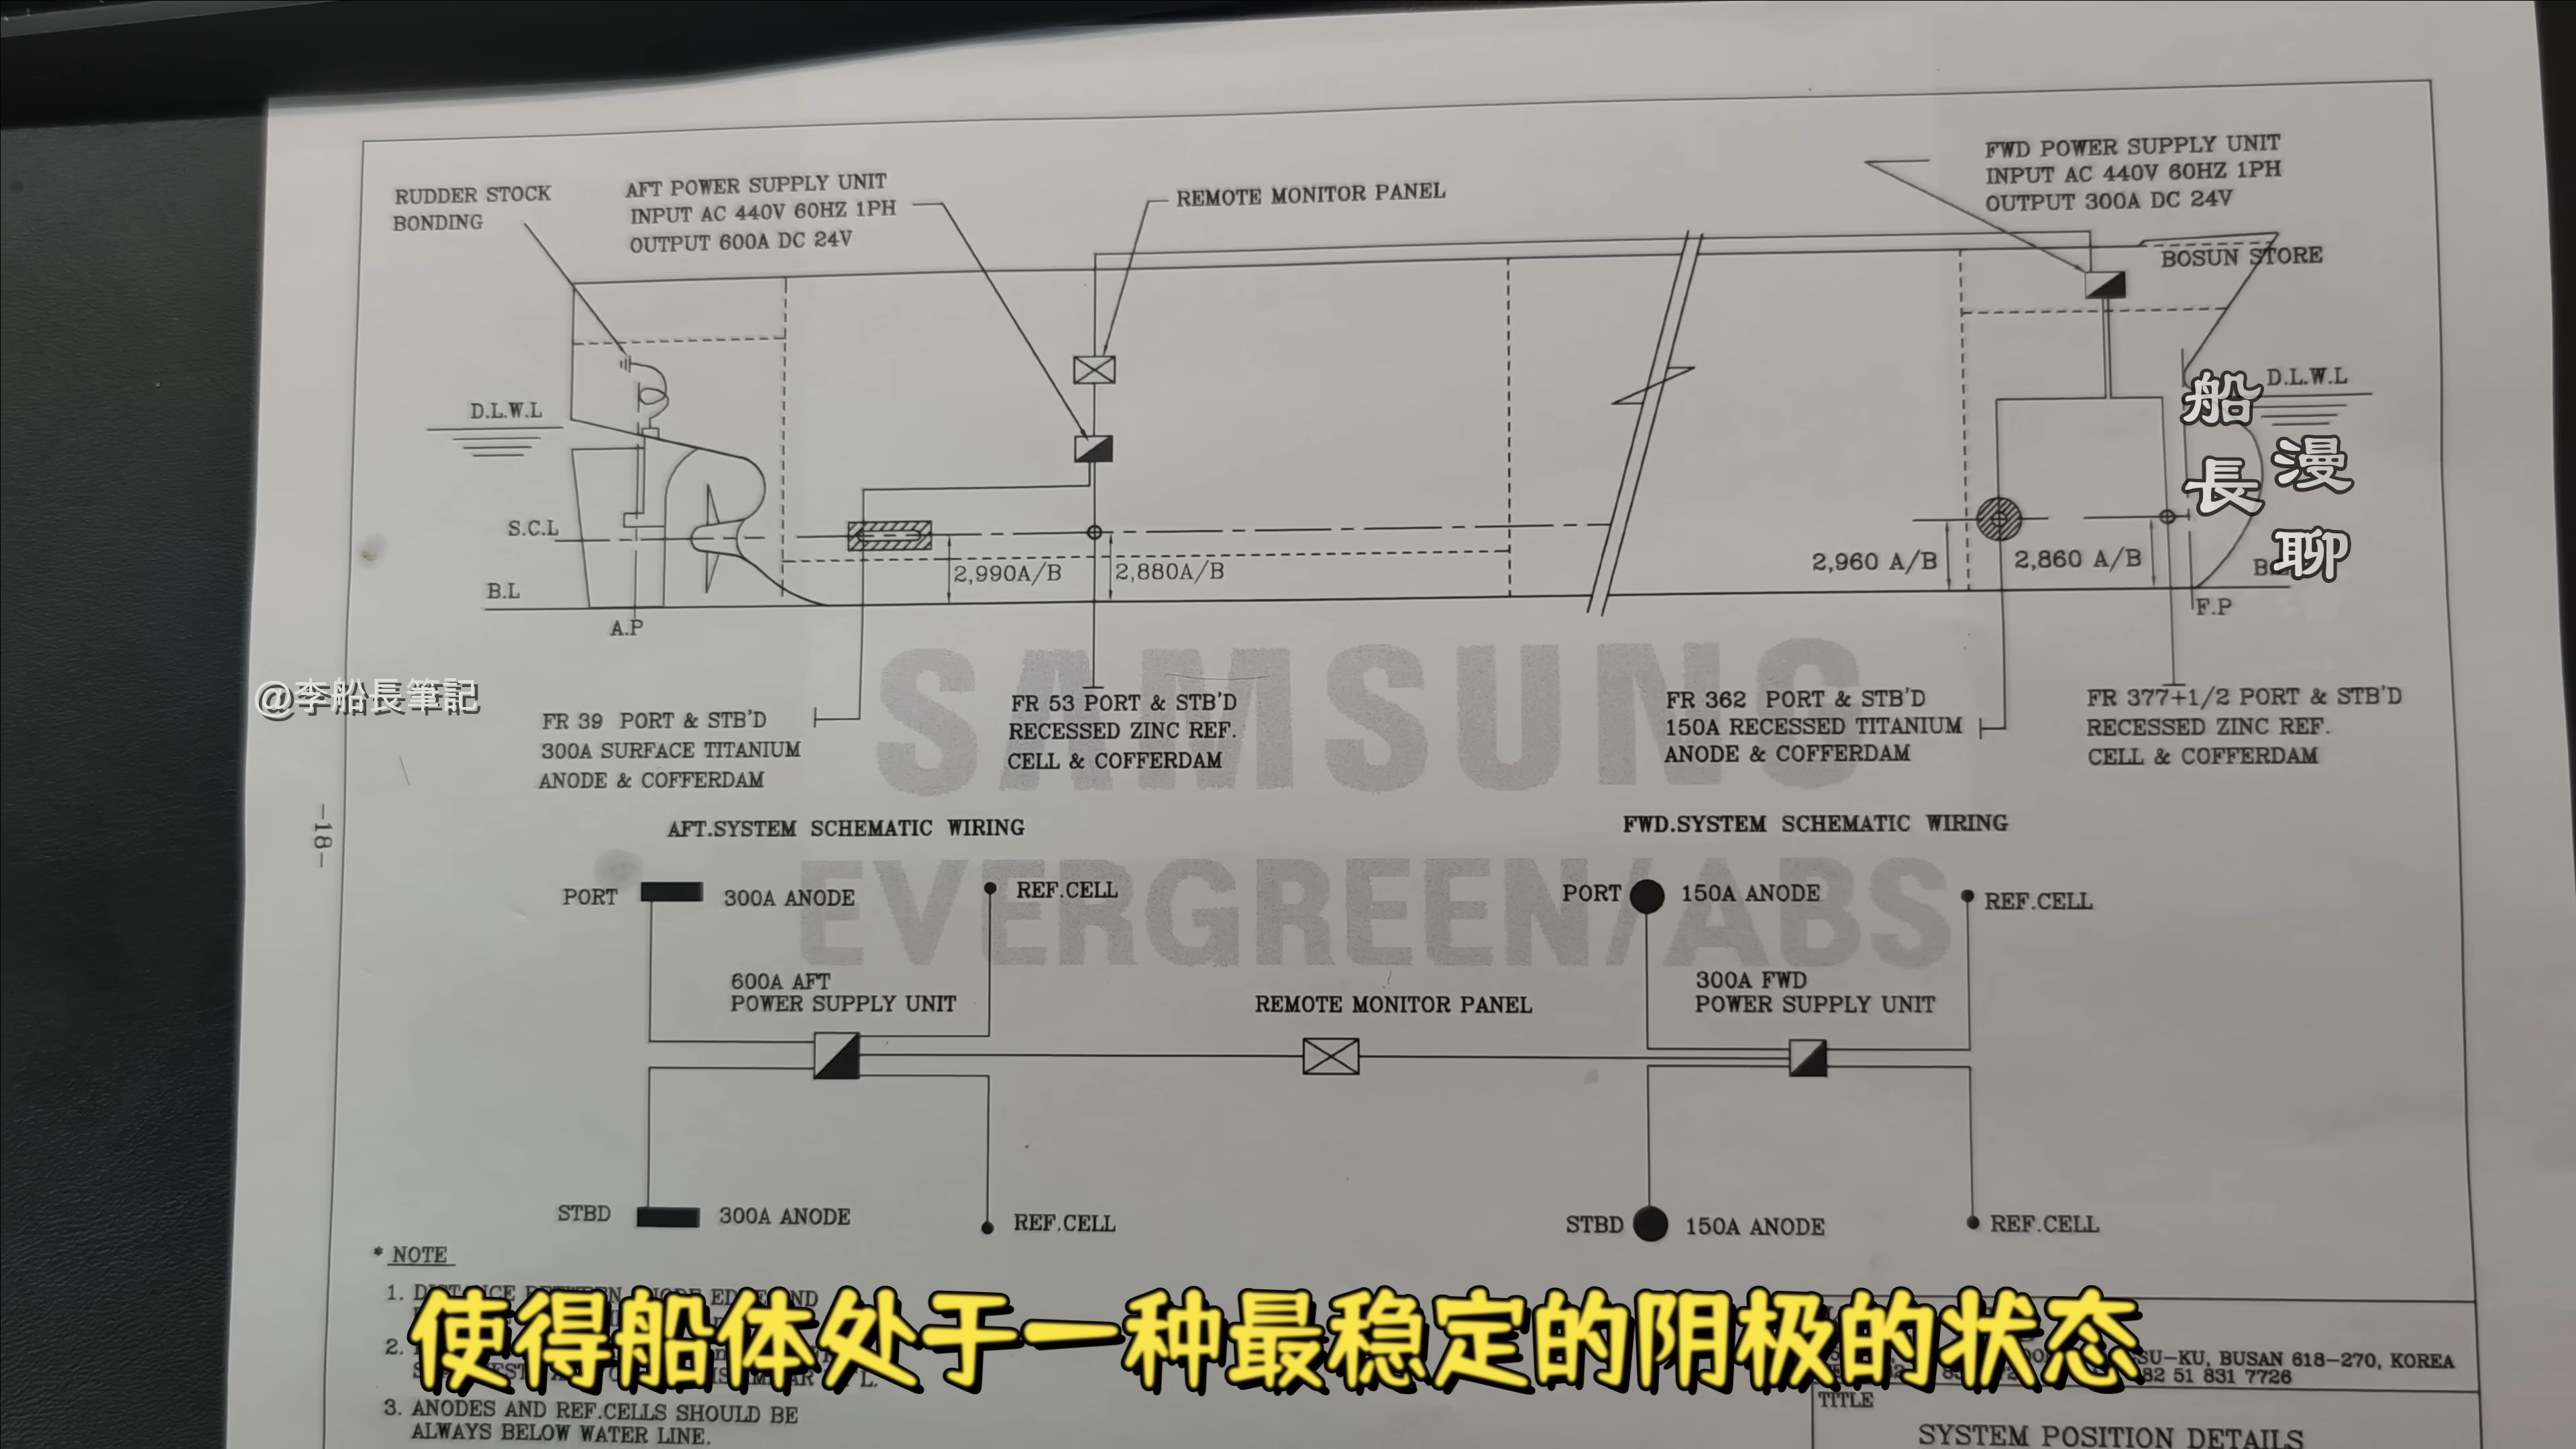 RUDDER STOCK
BONDING
AFT POWER SUPPLY UNIT
INPUT AC 440V 60HZ 1PH
OUTPUT 600A DC 24V
REMOTE MONITOR PANEL
FWD POWER SUPPLY UNIT
INPUT AC 440V 60HZ 1PH
OUTPUT 300A DC 24V
BOSUN STORE
D.L.W.L
D.L.W.L
船長
漫聊
S.C.L
B.L
2,990A/B
2,880A/B
2,960 A/B
2,860 A/B
A.P
F.P
@李船長筆記
FR 39 PORT & STB'D
300A SURFACE TITANIUM
ANODE & COFFERDAM
FR 53 PORT & STB'D
RECESSED ZINC REF.
CELL & COFFERDAM
FR 362 PORT & STB'D
150A RECESSED TITANIUM
ANODE & COFFERDAM
FR 377+1/2 PORT & STB'D
RECESSED ZINC REF.
CELL & COFFERDAM
SAMSUNG
EVERGREEN/ABS
-18-
AFT.SYSTEM SCHEMATIC WIRING
FWD.SYSTEM SCHEMATIC WIRING
PORT
300A ANODE
REF.CELL
PORT
150A ANODE
REF.CELL
600A AFT
POWER SUPPLY UNIT
REMOTE MONITOR PANEL
300A FWD
POWER SUPPLY UNIT
STBD
300A ANODE
REF.CELL
STBD
150A ANODE
REF.CELL
* NOTE
1.
2.
使得船体处于一种最稳定的阴极的状态
SU-KU, BUSAN 618-270, KOREA
82 51 831 7726
3. ANODES AND REF.CELLS SHOULD BE
ALWAYS BELOW WATER LINE.
TITLE
SYSTEM POSITION DETAILS